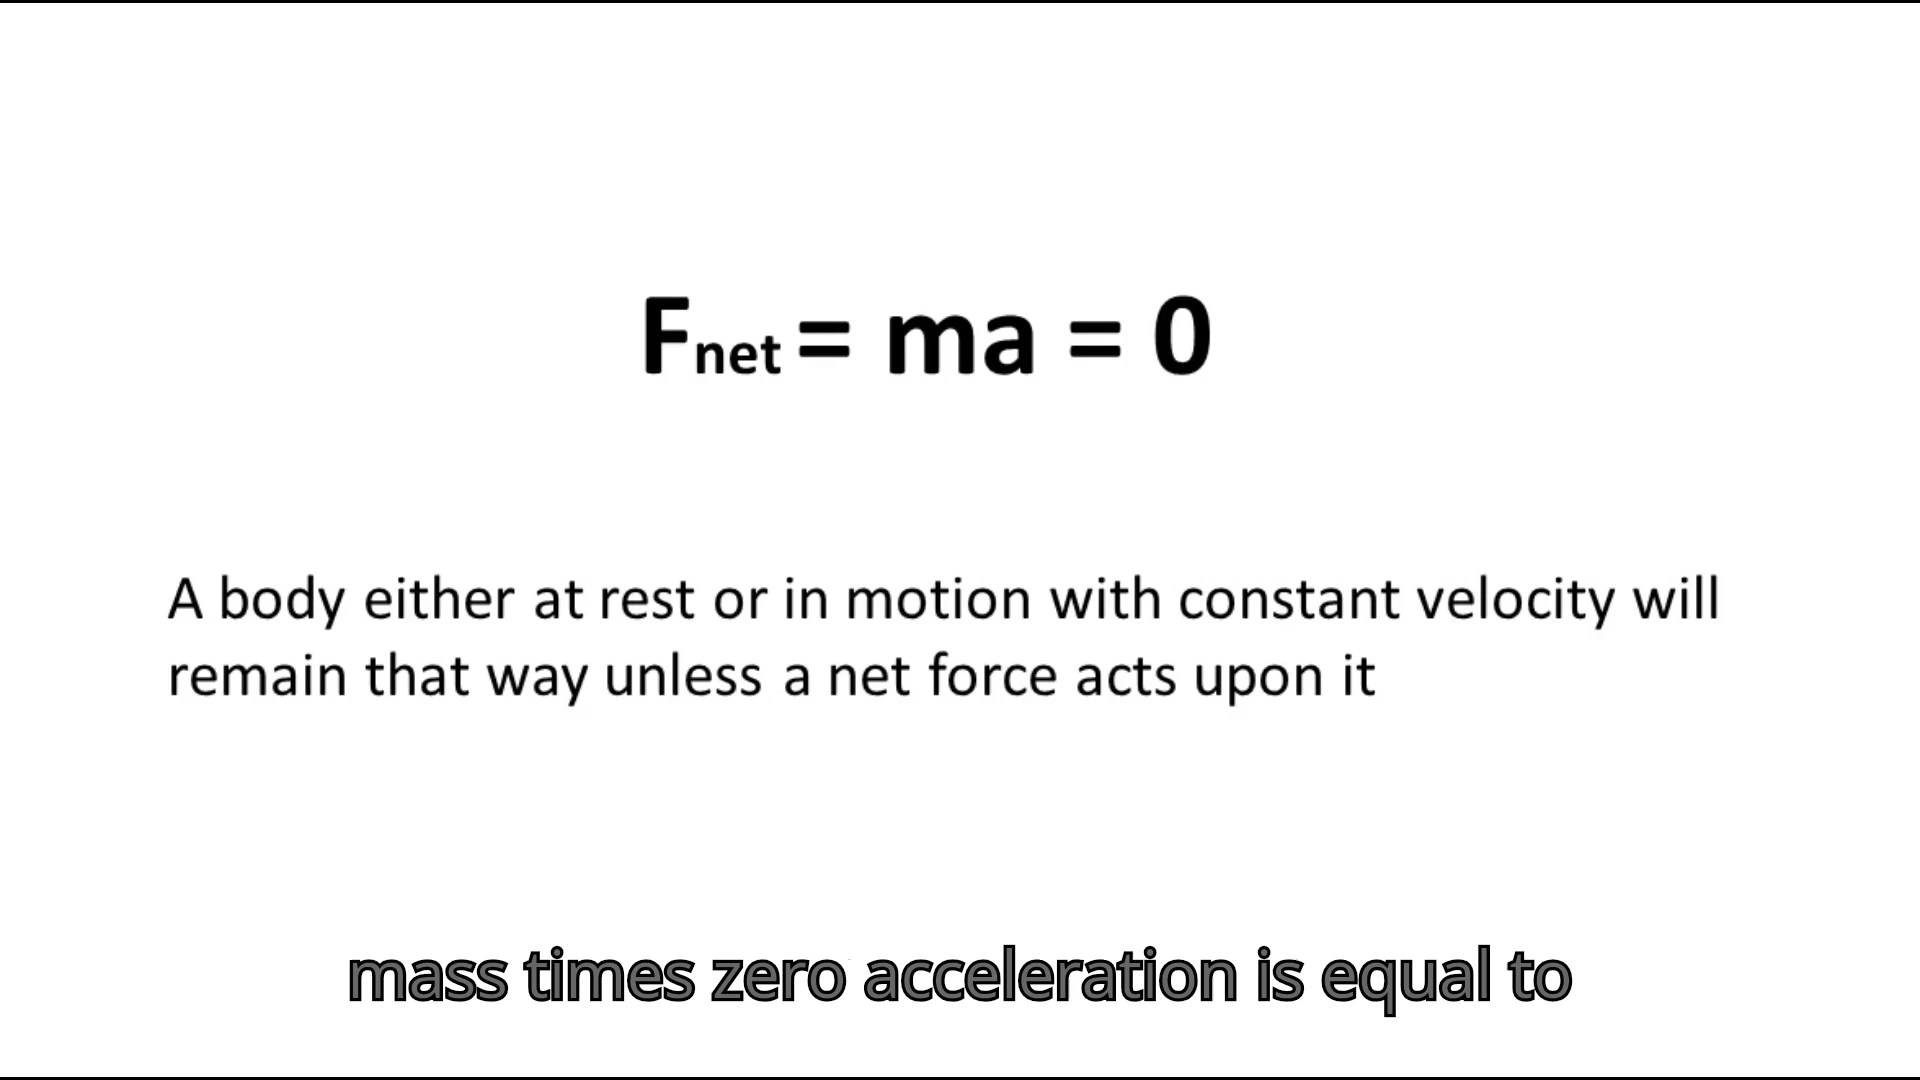 Fnet = ma = 0
A body either at rest or in motion with constant velocity will
remain that way unless a net force acts upon it
mass times zero acceleration is equal to